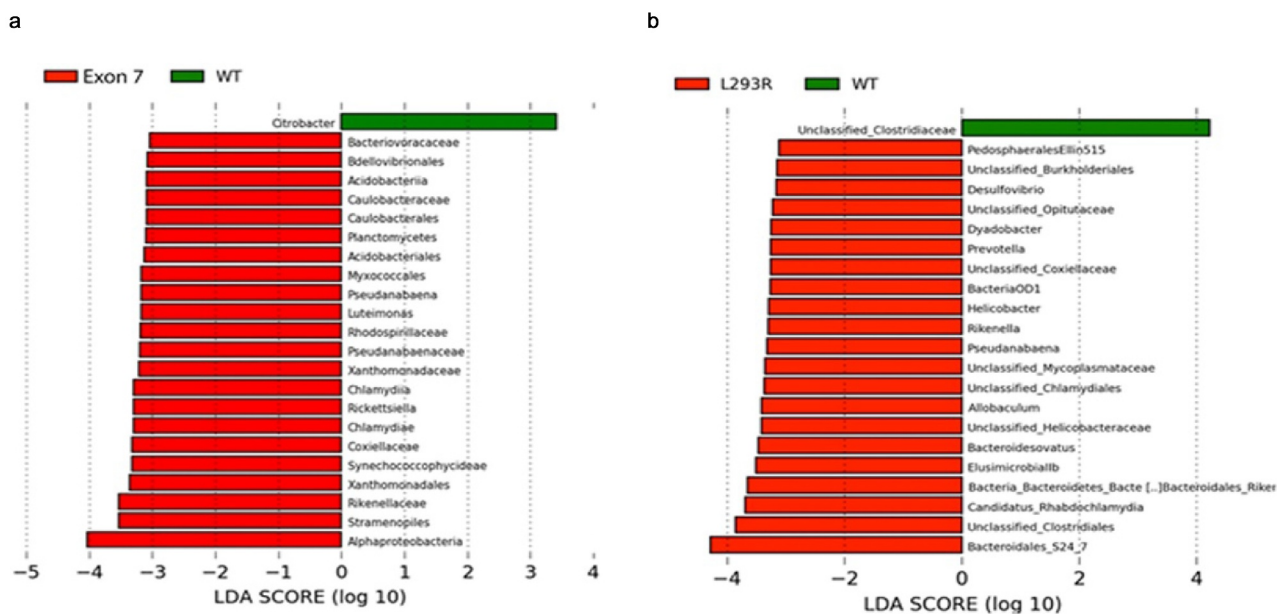 a
Exon 7 WT
Citrobacter
Bacteriovoracaceae
Bdellovibrionales
Acidobacteriia
Caulobacteraceae
Caulobacterales
Planctomycetes
Acidobacteriales
Myxococcales
Pseudanabaena
Luteimonas
Rhodospirillaceae
Pseudanabaenaceae
Xanthomonadaceae
Chlamydiia
Rickettsiella
Chlamydiae
Coxiellaceae
Synechococcophycideae
Xanthomonadales
Rikenellaceae
Stramenopiles
Alphaproteobacteria
−5 −4 −3 −2 −1 0 1 2 3 4
LDA SCORE (log 10)
b
L293R WT
Unclassified_Clostridiaceae
PedosphaeralesEllin515
Unclassified_Burkholderiales
Desulfovibrio
Unclassified_Opitutaceae
Dyadobacter
Prevotella
Unclassified_Coxiellaceae
BacteriaOD1
Helicobacter
Rikenella
Pseudanabaena
Unclassified_Mycoplasmataceae
Unclassified_Chlamydiales
Allobaculum
Unclassified_Helicobacteraceae
Bacteroidesovatus
ElusimicrobiaIIb
Bacteria_Bacteroidetes_Bacte [..]Bacteroidales_Riker
Candidatus_Rhabdochlamydia
Unclassified_Clostridiales
Bacteroidales_S24_7
−4 −2 0 2 4
LDA SCORE (log 10)